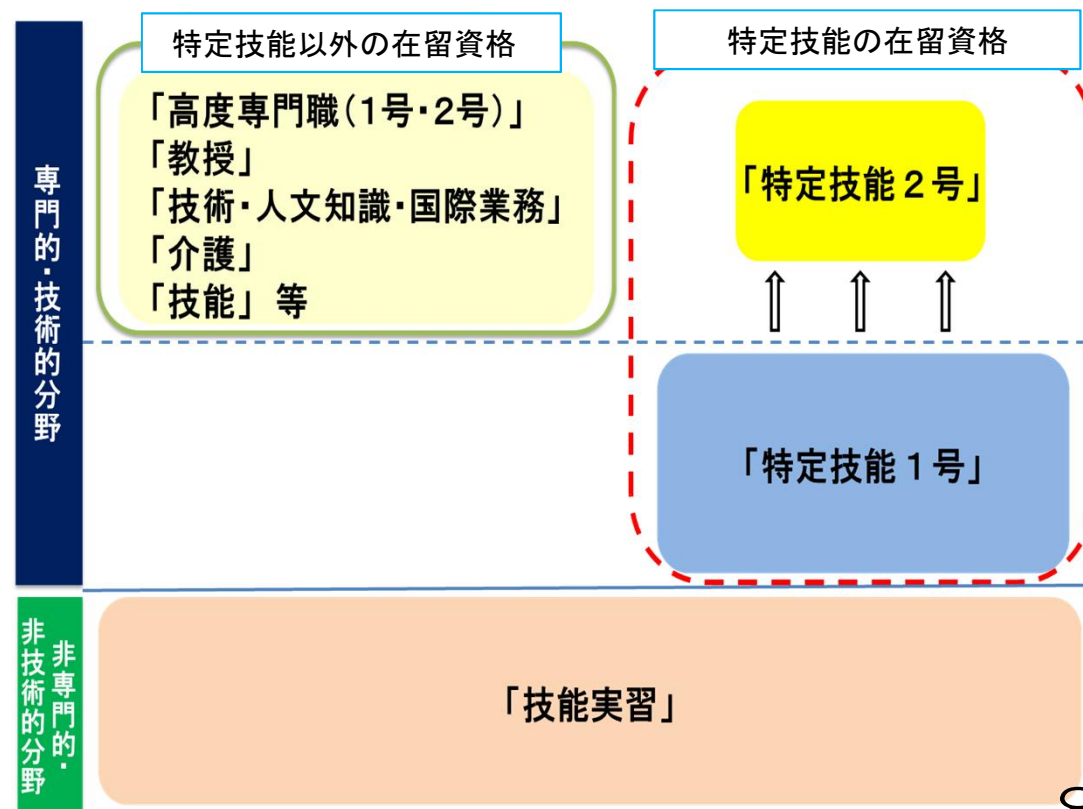 特定技能以外の在留資格
特定技能の在留資格
「高度専門職(1号・2号)」
「教授」
「技術・人文知識・国際業務」
「介護」
「技能」等
「特定技能2号」
「特定技能1号」
専門的・技術的分野
非専門的・
非技術的分野
「技能実習」